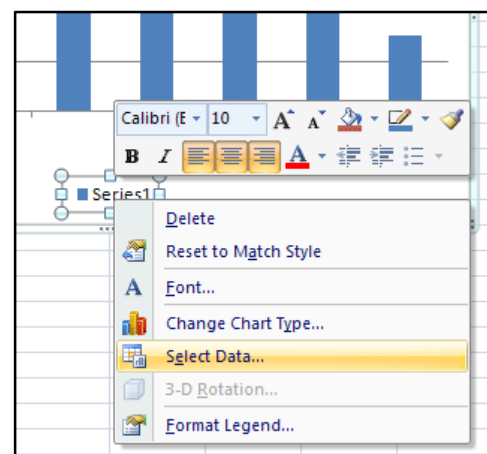 Calibri (E 10 A A
B I A
Series1
Delete
Reset to Match Style
A Font...
Change Chart Type...
Select Data...
3-D Rotation...
Format Legend...